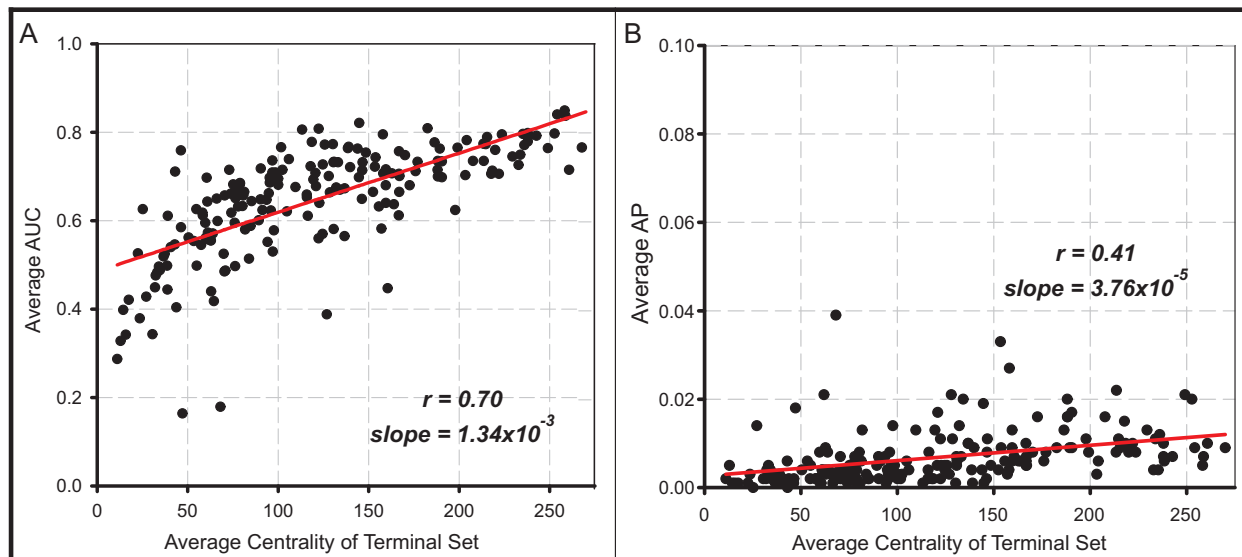 A
1.0
0.8
0.6
0.4
0.2
0.0
Average AUC
r = 0.70
slope = 1.34x10⁻³
0 50 100 150 200 250
Average Centrality of Terminal Set
B
0.10
0.08
0.06
0.04
0.02
0.00
Average AP
r = 0.41
slope = 3.76x10⁻⁵
0 50 100 150 200 250
Average Centrality of Terminal Set